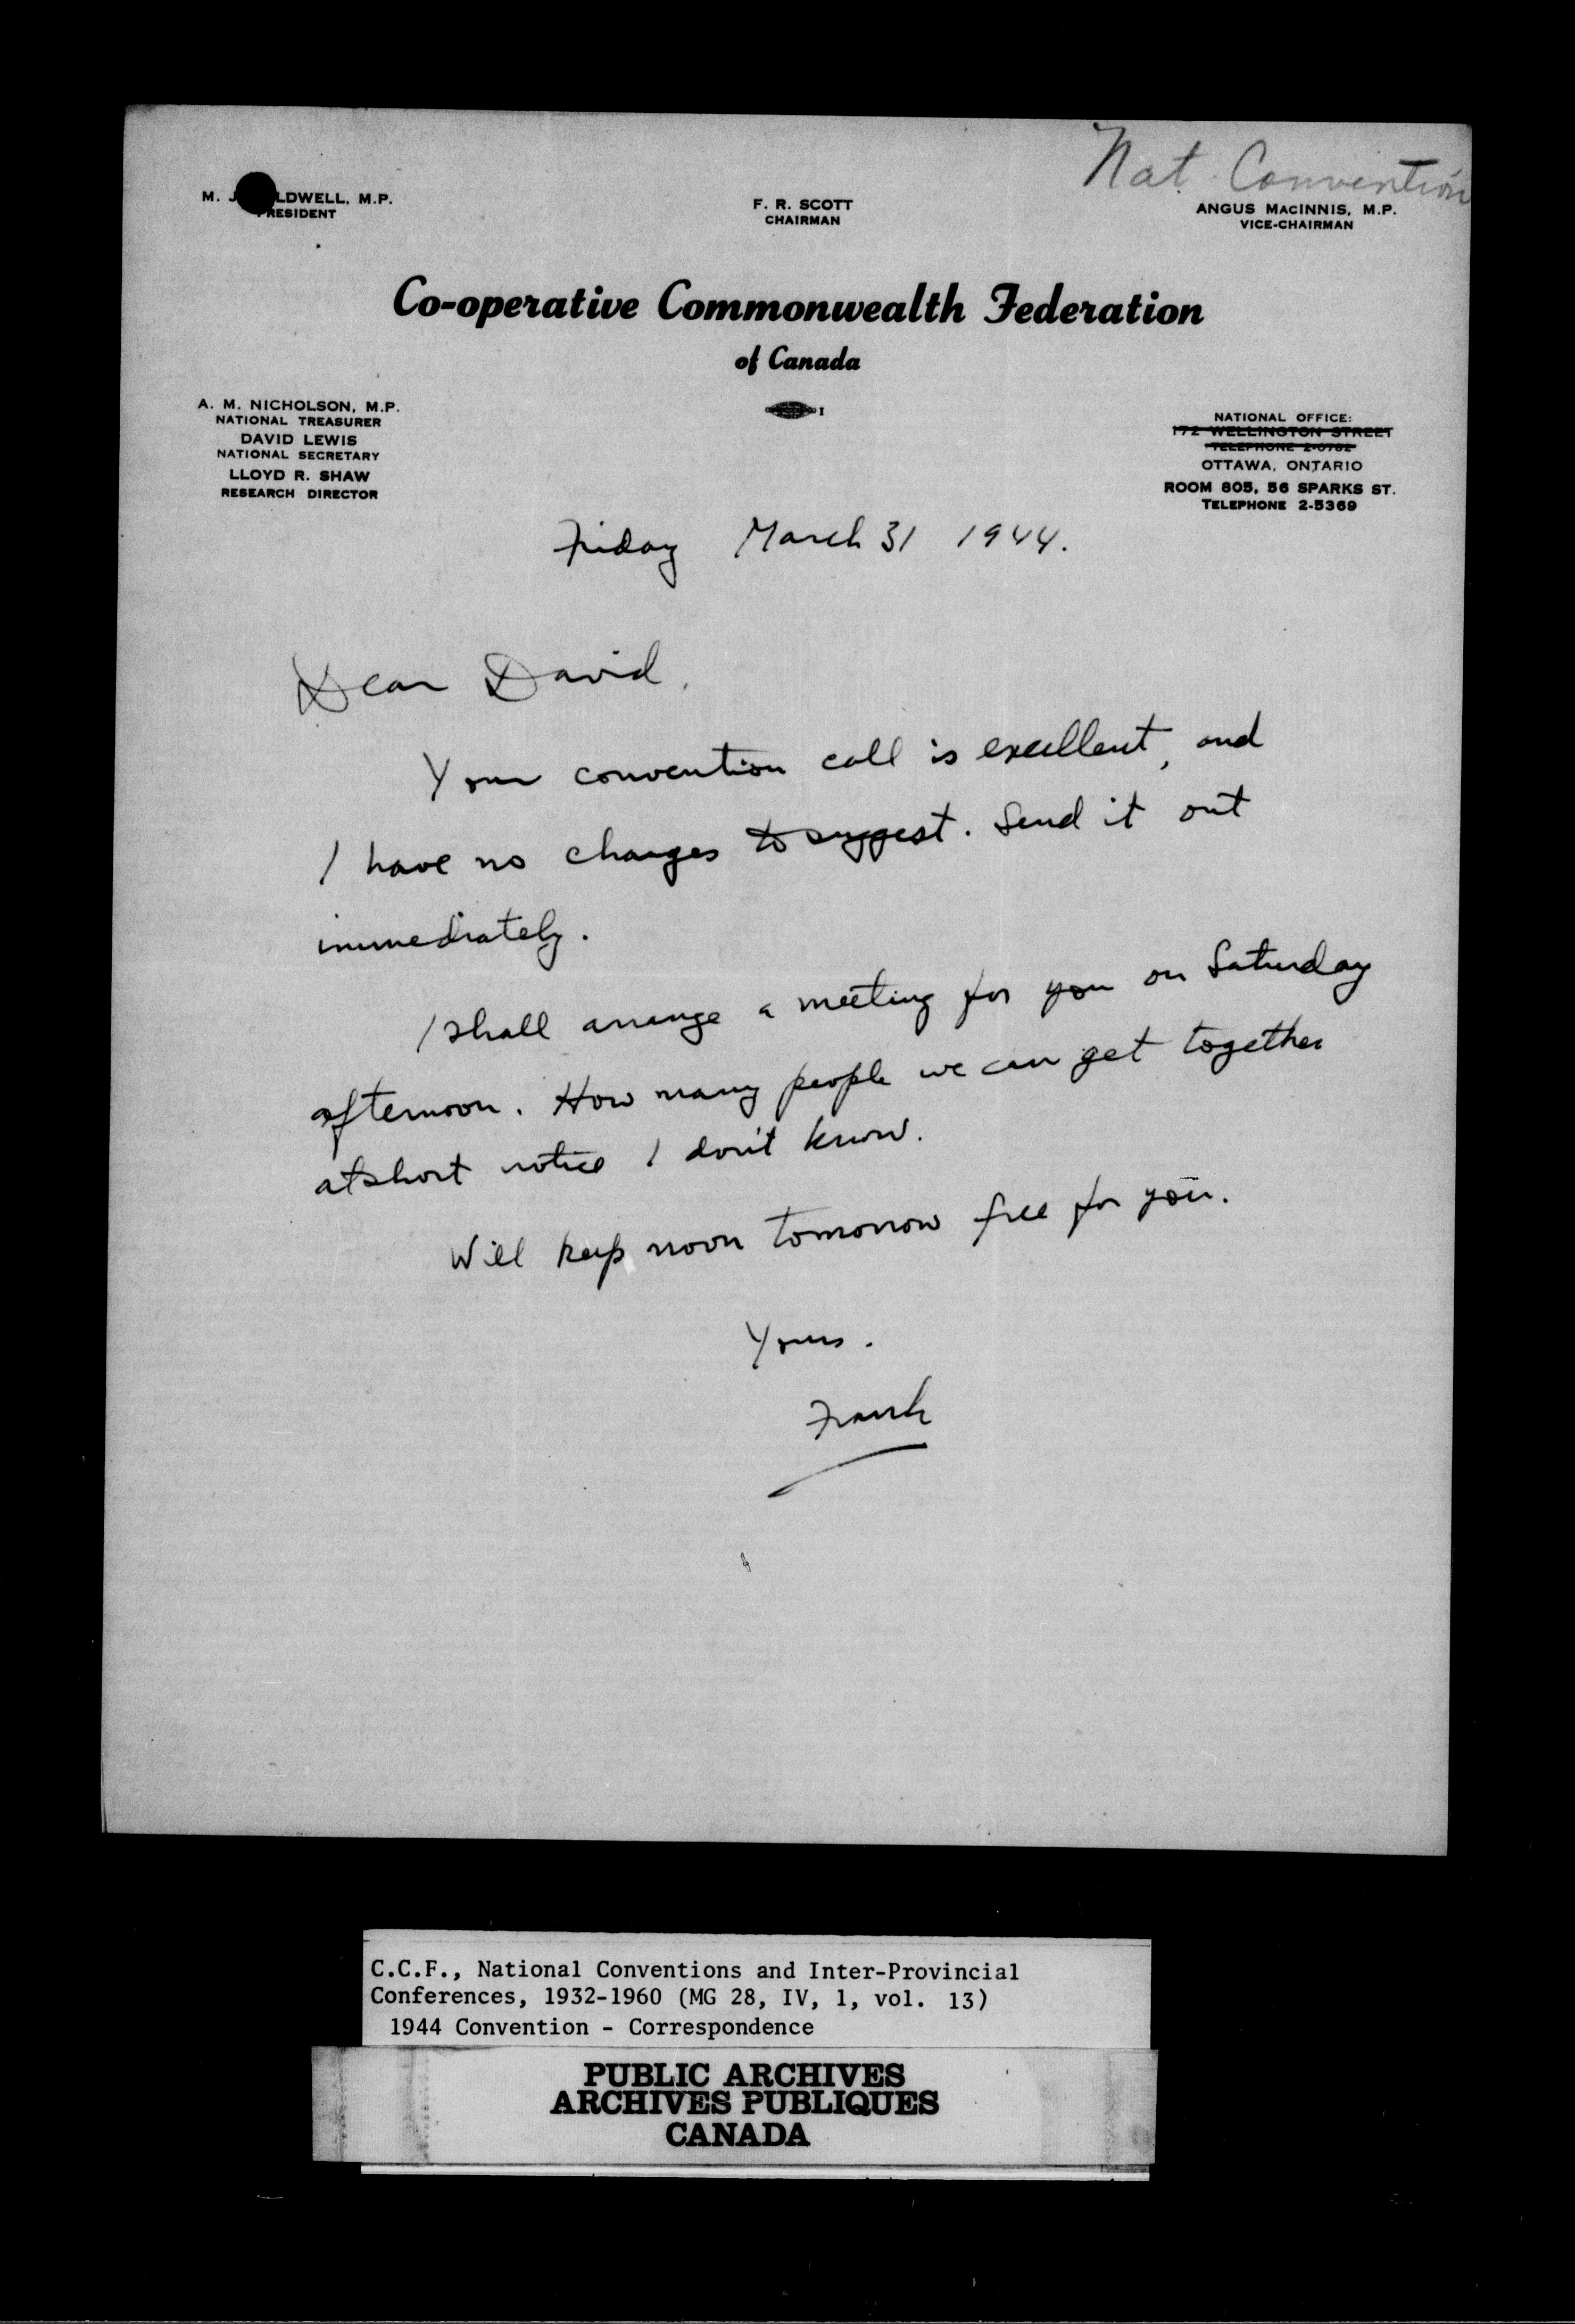 Nat. Convention
M. J. LDWELL, M.P.
PRESIDENT
F. R. SCOTT
CHAIRMAN
ANGUS MACINNIS, M.P.
VICE-CHAIRMAN
Co-operative Commonwealth Federation
of Canada
A. M. NICHOLSON, M.P.
NATIONAL TREASURER
DAVID LEWIS
NATIONAL SECRETARY
LLOYD R. SHAW
RESEARCH DIRECTOR
NATIONAL OFFICE:
172 WELLINGTON STREET
TELEPHONE 2-0782
OTTAWA, ONTARIO
ROOM 805, 56 SPARKS ST.
TELEPHONE 2-5369
Friday March 31 1944.
Dear David,
Your convention call is excellent, and
I have no changes to suggest. Send it out
immediately.
I shall arrange a meeting for you on Saturday
afternoon. How many people we can get together
at short notice I don't know.
Will keep noon tomorrow free for you.
Yours.
Frank
C.C.F., National Conventions and Inter-Provincial
Conferences, 1932-1960 (MG 28, IV, 1, vol. 13)
1944 Convention - Correspondence
PUBLIC ARCHIVES
ARCHIVES PUBLIQUES
CANADA